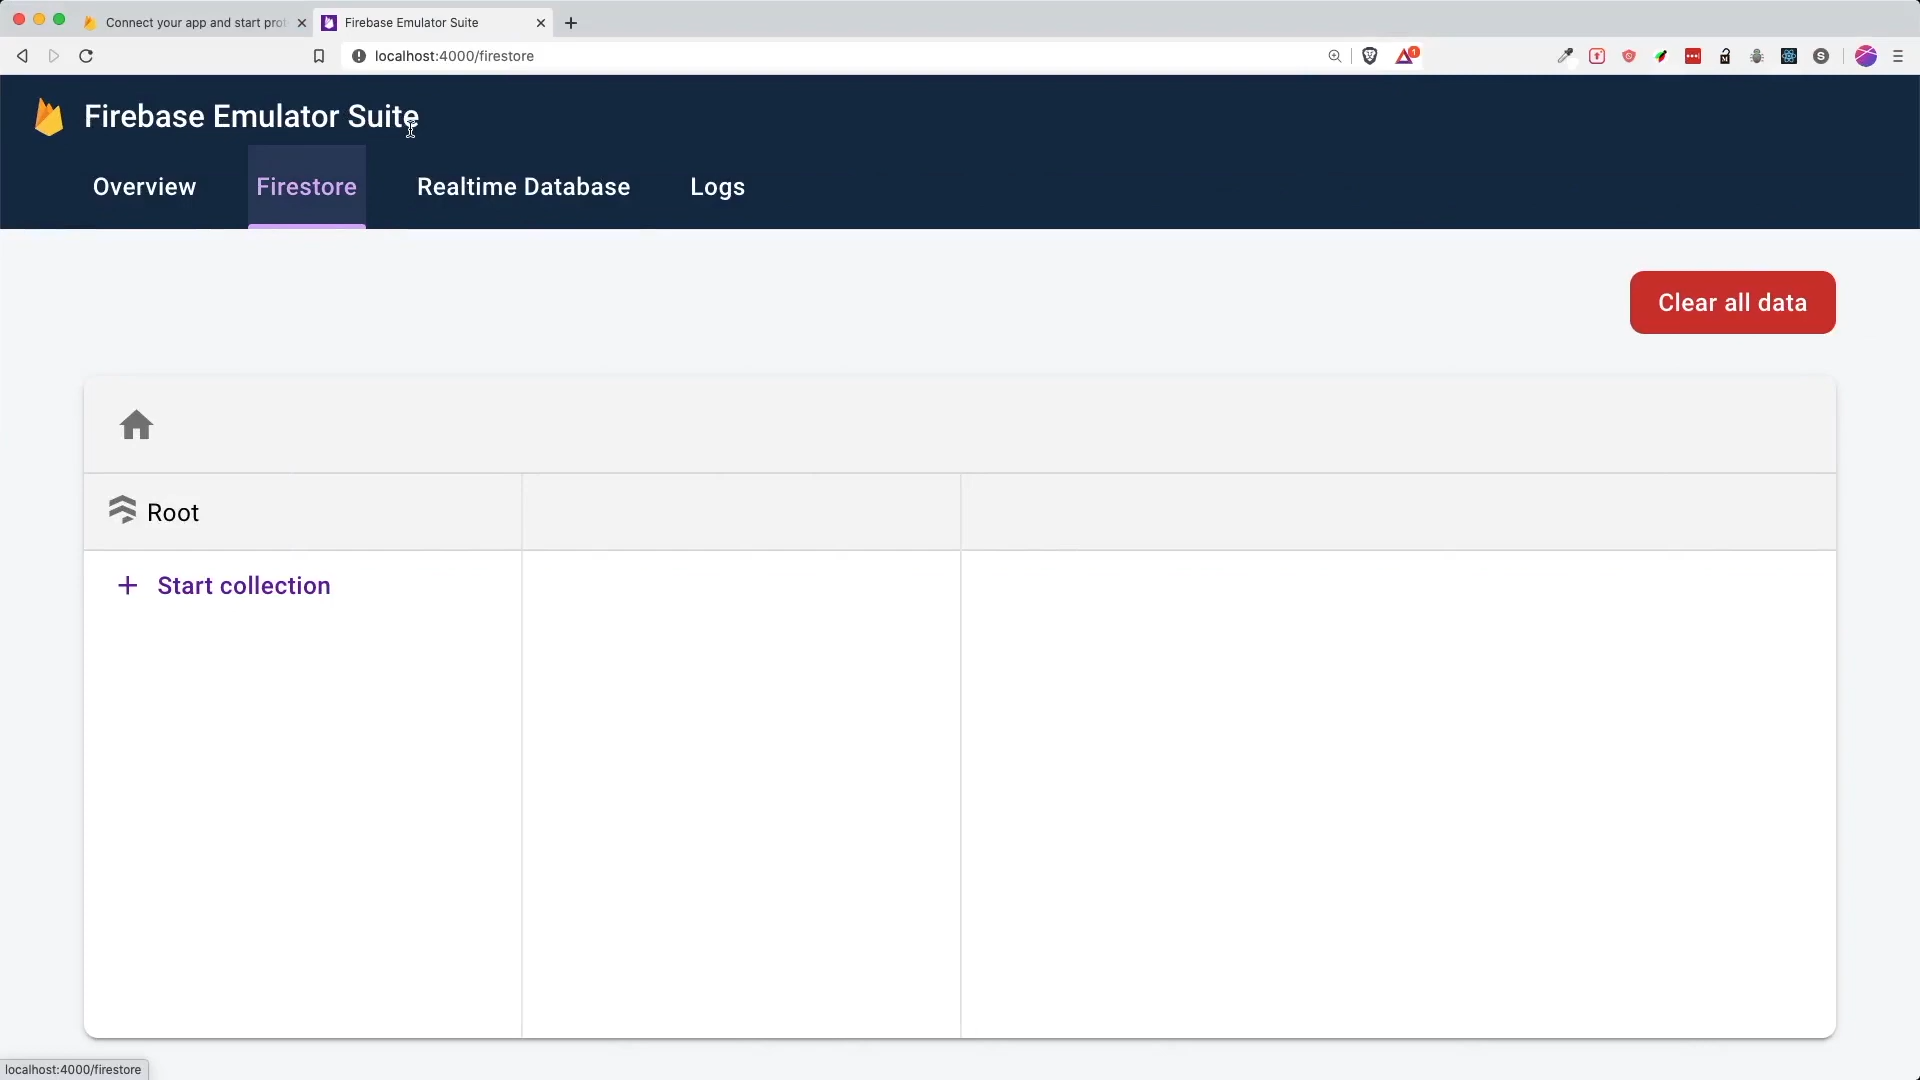 Connect your app and start prot
Firebase Emulator Suite
localhost:4000/firestore
1
Firebase Emulator Suite
Overview
Firestore
Realtime Database
Logs
Clear all data
Root
Start collection
localhost:4000/firestore